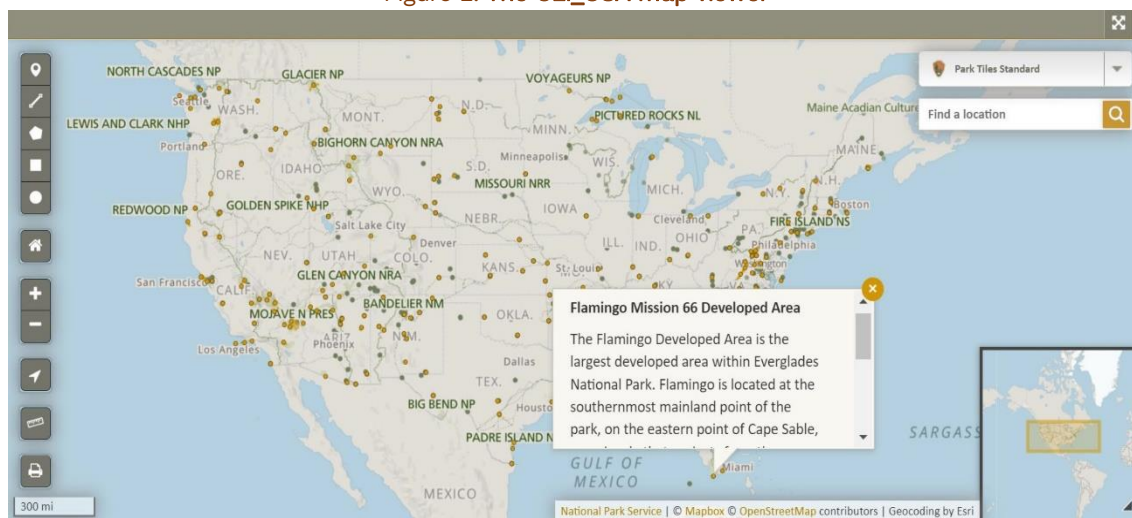 NORTH CASCADES NP
GLACIER NP
VOYAGEURS NP
Park Tiles Standard
Seattle
WASH.
MONT.
N.D.
PICTURED ROCKS NL
Maine Acadian Cultur
Find a location
LEWIS AND CLARK NHP
Portland
BIGHORN CANYON NRA
MINN.
Minneapolis
WIS.
MAINE
ORE.
IDAHO
S.D.
MICH.
N.Y.
N.H.
WYO.
MISSOURI NRR
REDWOOD NP
GOLDEN SPIKE NHP
IOWA
Boston
Salt Lake City
NEBR.
Cleveland
FIRE ISLAND NS
NEV.
UTAH
Denver
COLO.
ILL.
IND.
OHIO
PA.
Philadelphia
Washington
San Francisco
CALIF.
GLEN CANYON NRA
KANS.
St. Louis
MO.
KY.
VA.
MOJAVE N PRES
BANDELIER NM
OKLA.
Los Angeles
ARIZ.
Phoenix
N.M.
Dallas
TEX.
BIG BEND NP
Houst
PADRE ISLAND N
Flamingo Mission 66 Developed Area
The Flamingo Developed Area is the
largest developed area within Everglades
National Park. Flamingo is located at the
southernmost mainland point of the
park, on the eastern point of Cape Sable,
SARGASS
GULF OF
MEXICO
Miami
MEXICO
300 mi
National Park Service | © Mapbox © OpenStreetMap contributors | Geocoding by Esri